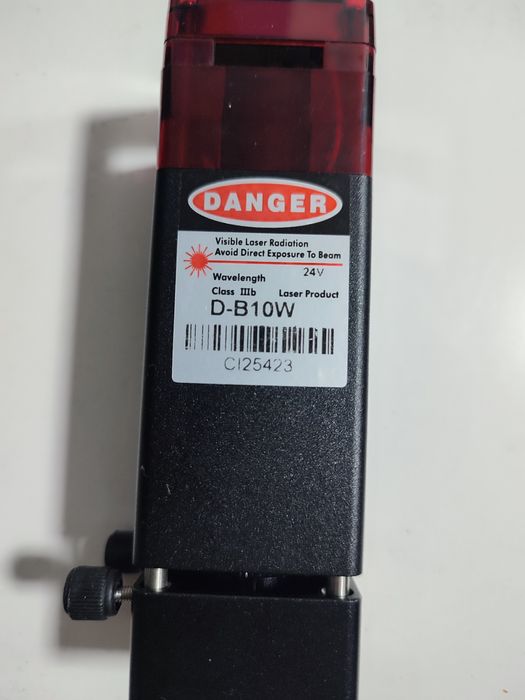 DANGER
Visible Laser Radiation
Avoid Direct Exposure To Beam
24V
Wavelength
Class IIIb Laser Product
D-B10W
CI25423